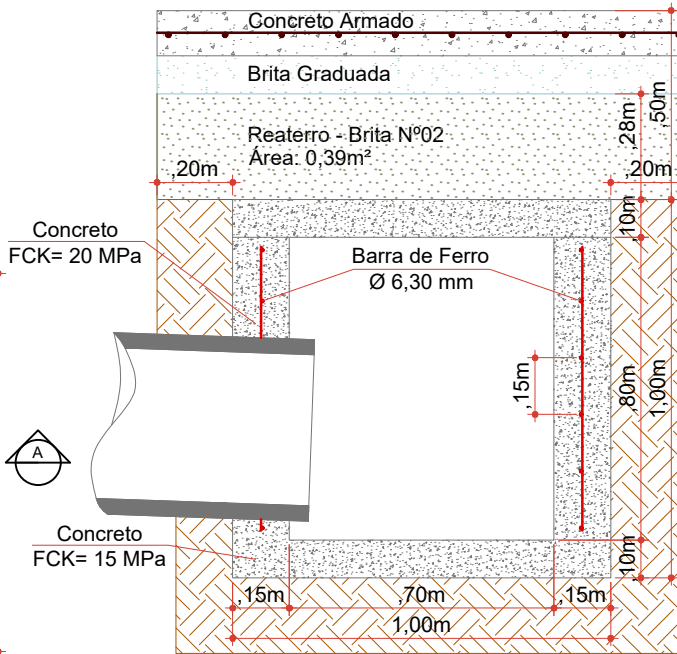 Concreto Armado
Brita Graduada
Reaterro - Brita Nº02
Área: 0,39m²
,28m
,50m
,20m
,20m
,10m
Concreto
FCK= 20 MPa
Barra de Ferro
Ø 6,30 mm
,15m
,80m
1,00m
A
Concreto
FCK= 15 MPa
,10m
,15m
,70m
,15m
1,00m